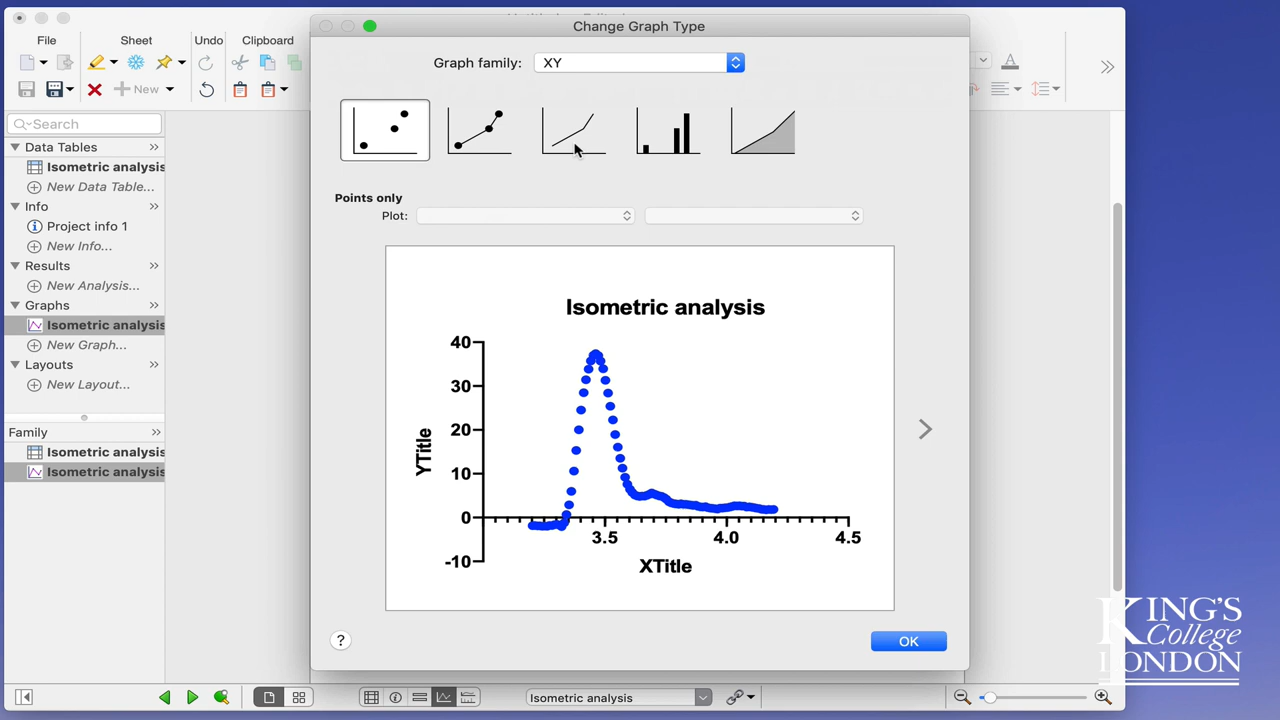 Change Graph Type
File
Sheet
Undo
Clipboard
Graph family:
XY
New
A
Search
Data Tables
Isometric analysis
New Data Table...
Info
Project info 1
New Info...
Results
New Analysis...
Graphs
Isometric analysis
New Graph...
Layouts
New Layout...
Family
Isometric analysis
Isometric analysis
Points only
Plot:
Isometric analysis
40
30
20
10
0
-10
YTitle
3.5
4.0
4.5
XTitle
?
OK
Isometric analysis
KING'S
College
LONDON